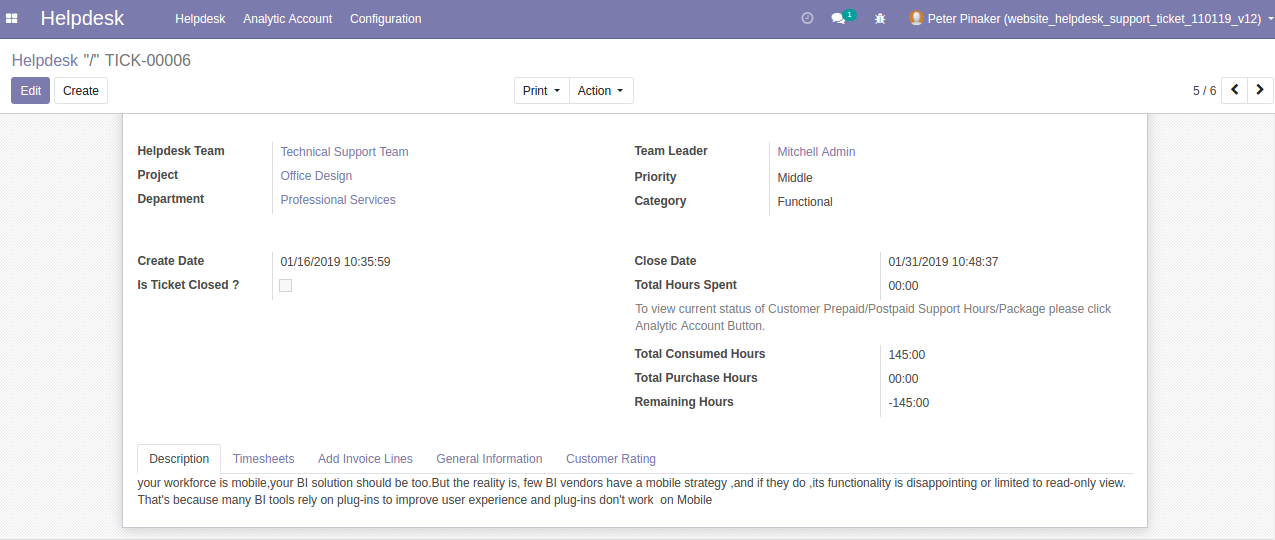 Helpdesk Helpdesk Analytic Account Configuration 1 Peter Pinaker (website_helpdesk_support_ticket_110119_v12)
Helpdesk "/" TICK-00006
Edit Create Print Action 5 / 6
Helpdesk Team Technical Support Team Team Leader Mitchell Admin
Project Office Design Priority Middle
Department Professional Services Category Functional
Create Date 01/16/2019 10:35:59 Close Date 01/31/2019 10:48:37
Is Ticket Closed ? Total Hours Spent 00:00
To view current status of Customer Prepaid/Postpaid Support Hours/Package please click
Analytic Account Button.
Total Consumed Hours 145:00
Total Purchase Hours 00:00
Remaining Hours -145:00
Description Timesheets Add Invoice Lines General Information Customer Rating
your workforce is mobile,your BI solution should be too.But the reality is, few BI vendors have a mobile strategy ,and if they do ,its functionality is disappointing or limited to read-only view.
That's because many BI tools rely on plug-ins to improve user experience and plug-ins don't work  on Mobile